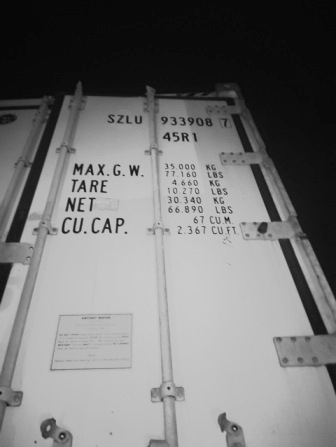 SZLU 933908 7
45R1
MAX.G.W. 35.000 KG
77.160 LBS
TARE 4.660 KG
10.270 LBS
NET 30.340 KG
66.890 LBS
CU.CAP. 67 CU.M.
2.367 CU.FT